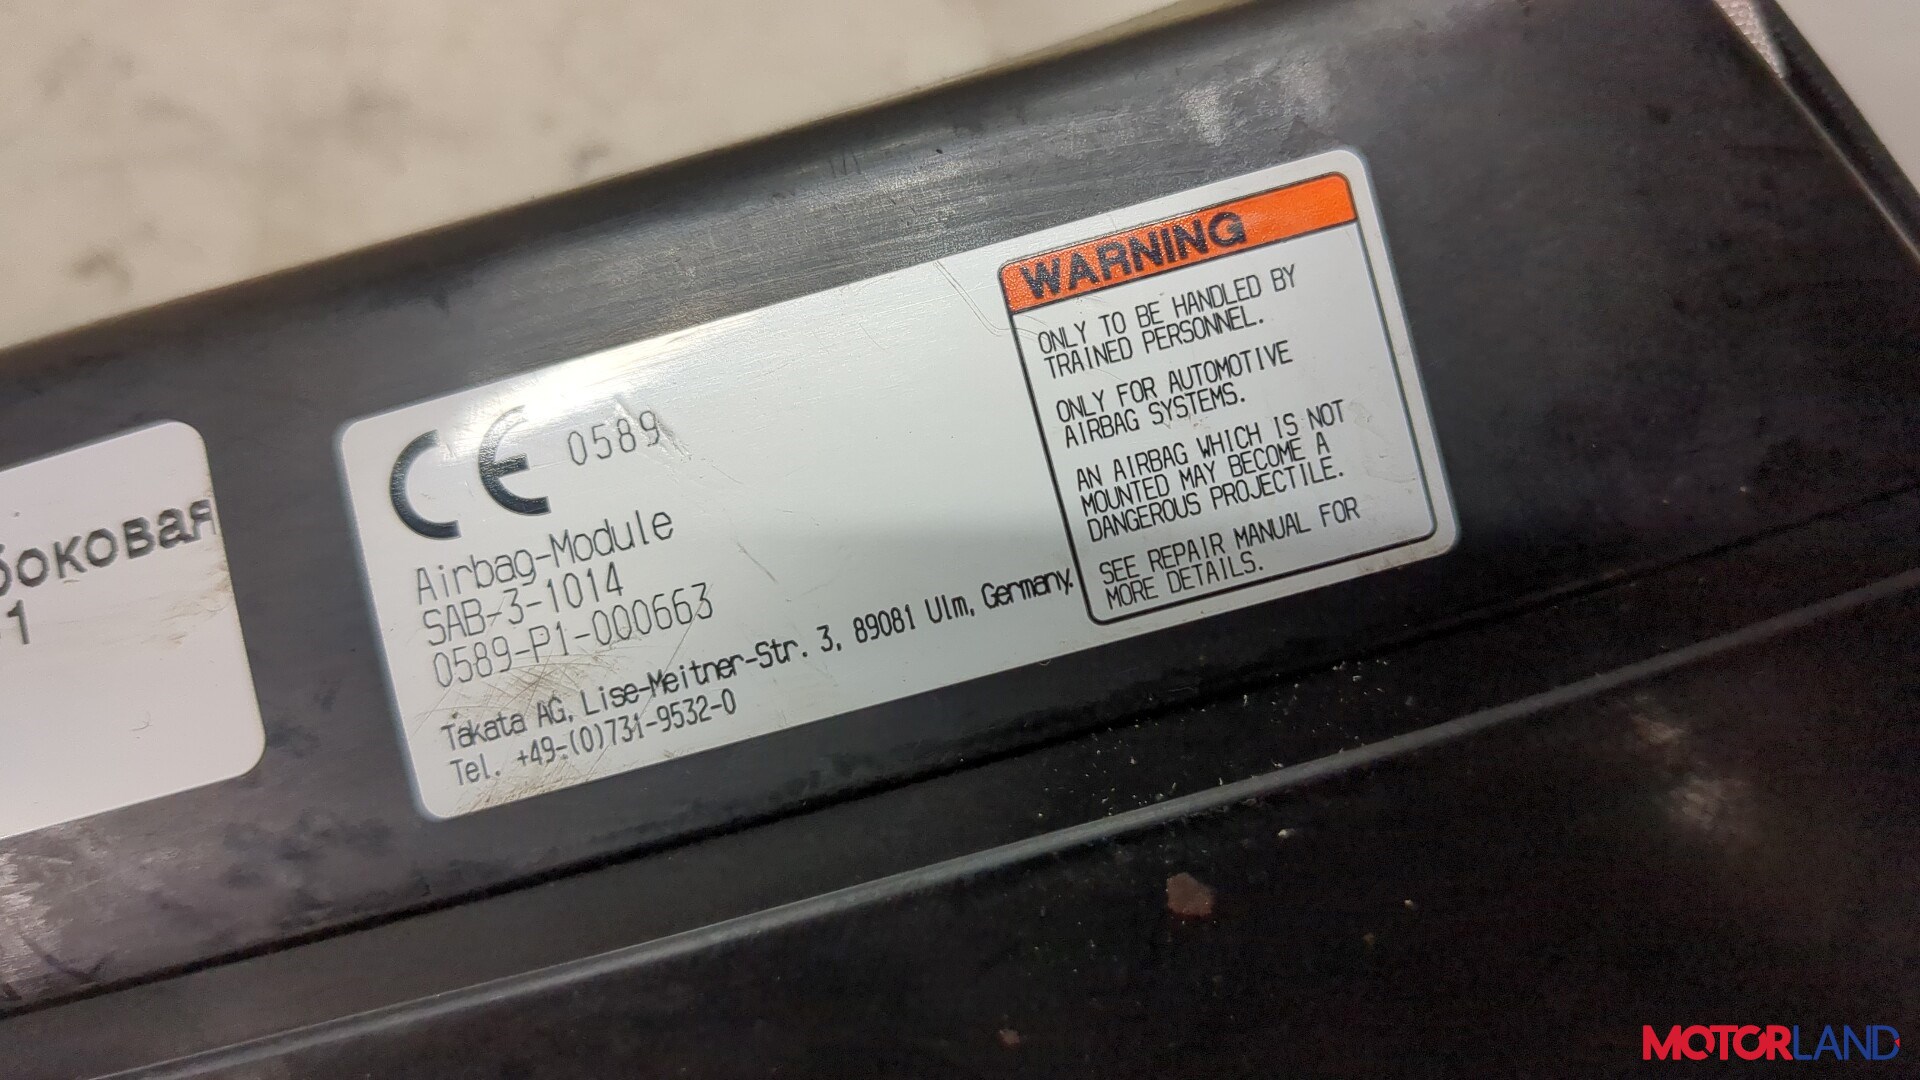 боковая
1
CE 0589
Airbag-Module
SAB-3-1014
0589-P1-000663
Takata AG, Lise-Meitner-Str. 3, 89081 Ulm, Germany.
Tel. +49-(0)731-9532-0
WARNING
ONLY TO BE HANDLED BY
TRAINED PERSONNEL.
ONLY FOR AUTOMOTIVE
AIRBAG SYSTEMS.
AN AIRBAG WHICH IS NOT
MOUNTED MAY BECOME A
DANGEROUS PROJECTILE.
SEE REPAIR MANUAL FOR
MORE DETAILS.
MOTORLAND